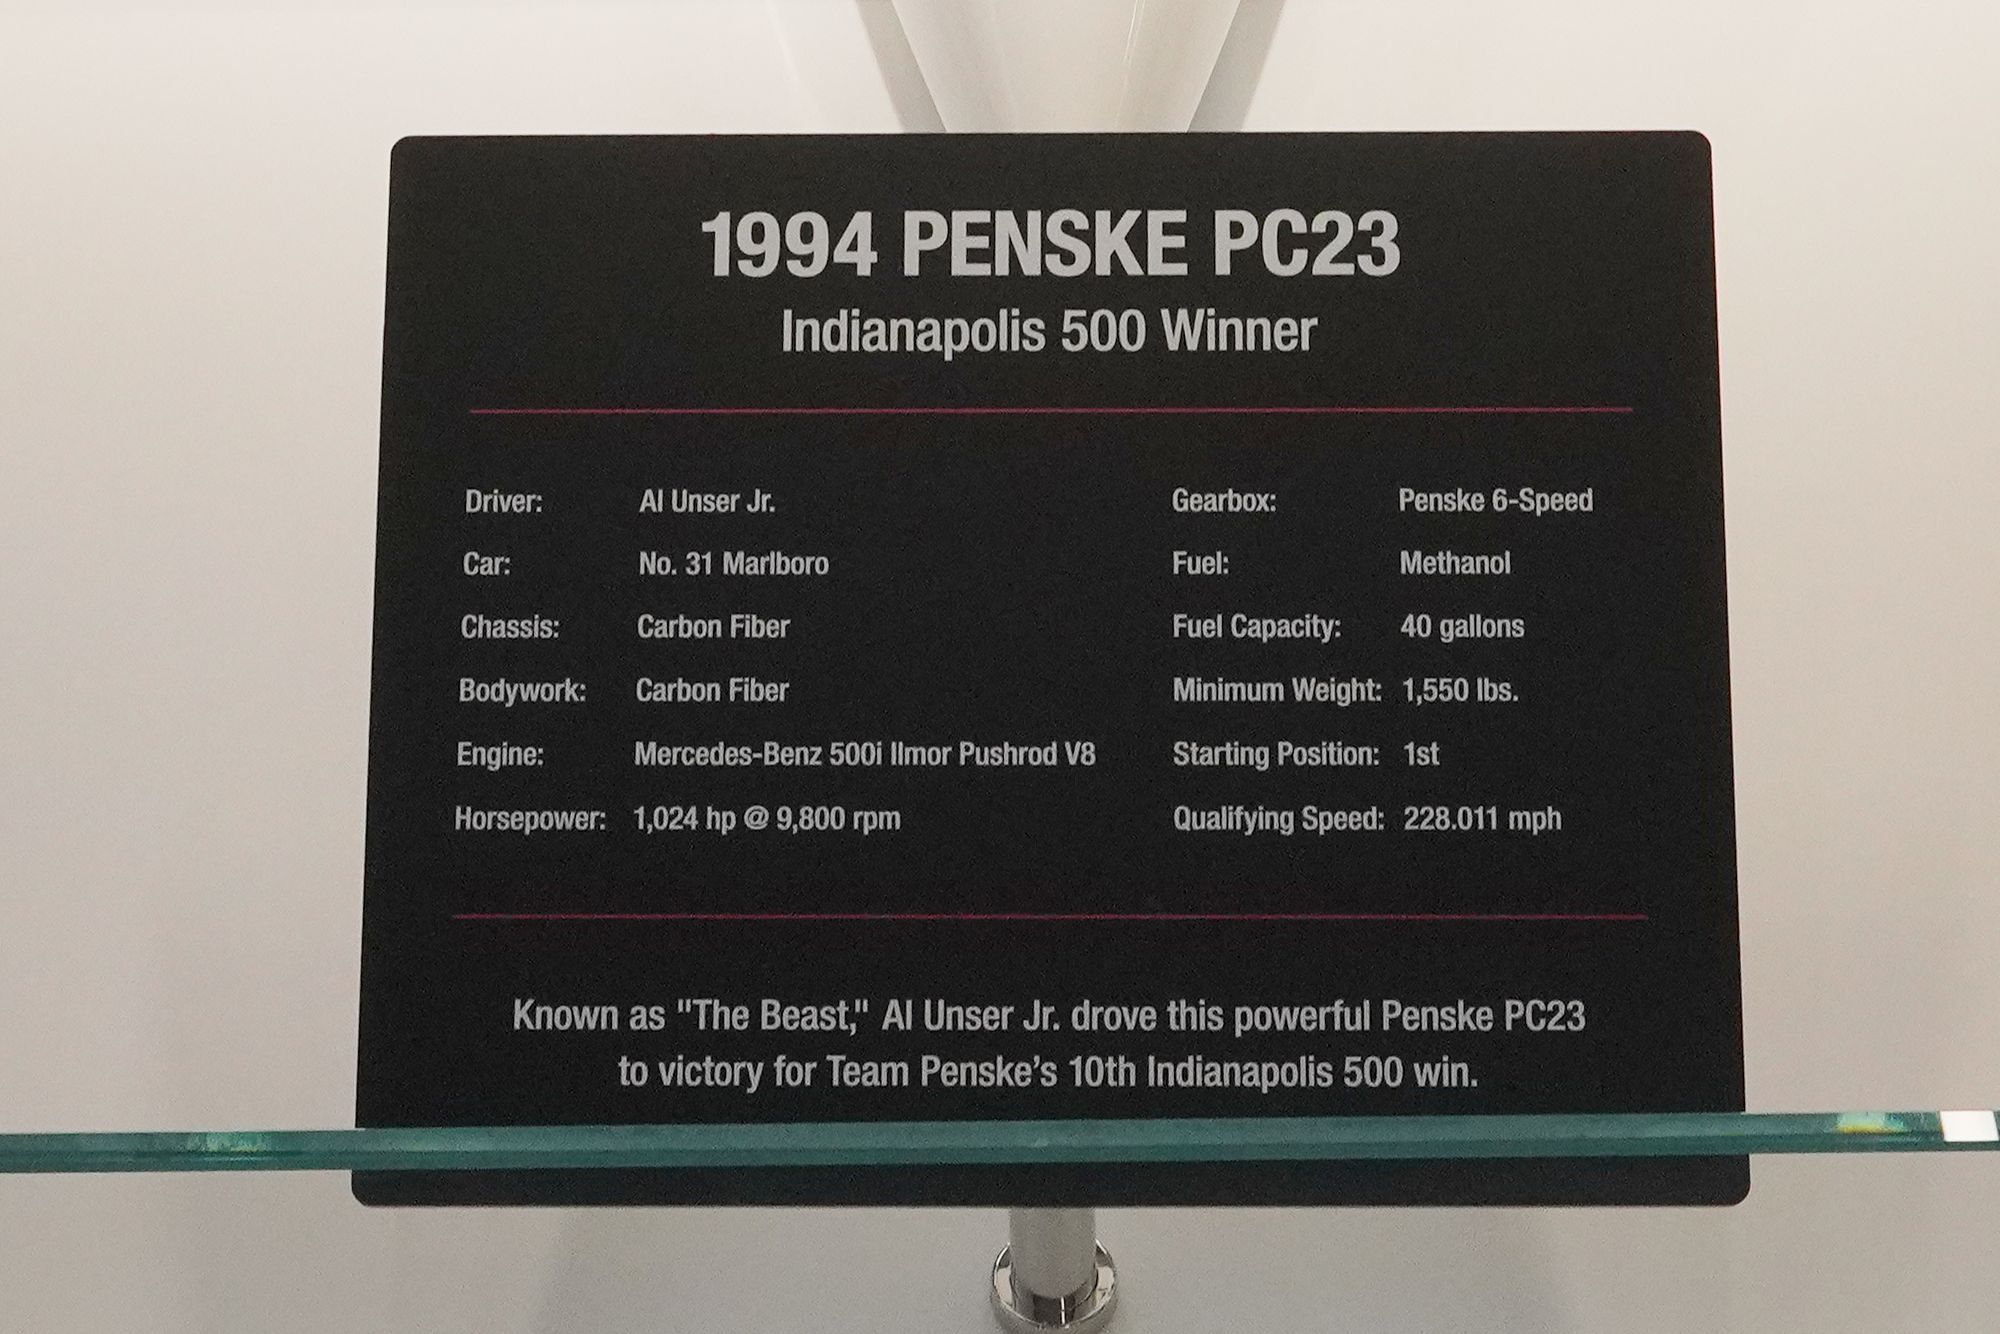 1994 PENSKE PC23
Indianapolis 500 Winner
Driver: Al Unser Jr.
Car: No. 31 Marlboro
Chassis: Carbon Fiber
Bodywork: Carbon Fiber
Engine: Mercedes-Benz 500i Ilmor Pushrod V8
Horsepower: 1,024 hp @ 9,800 rpm
Gearbox: Penske 6-Speed
Fuel: Methanol
Fuel Capacity: 40 gallons
Minimum Weight: 1,550 lbs.
Starting Position: 1st
Qualifying Speed: 228.011 mph
Known as "The Beast," Al Unser Jr. drove this powerful Penske PC23
to victory for Team Penske’s 10th Indianapolis 500 win.